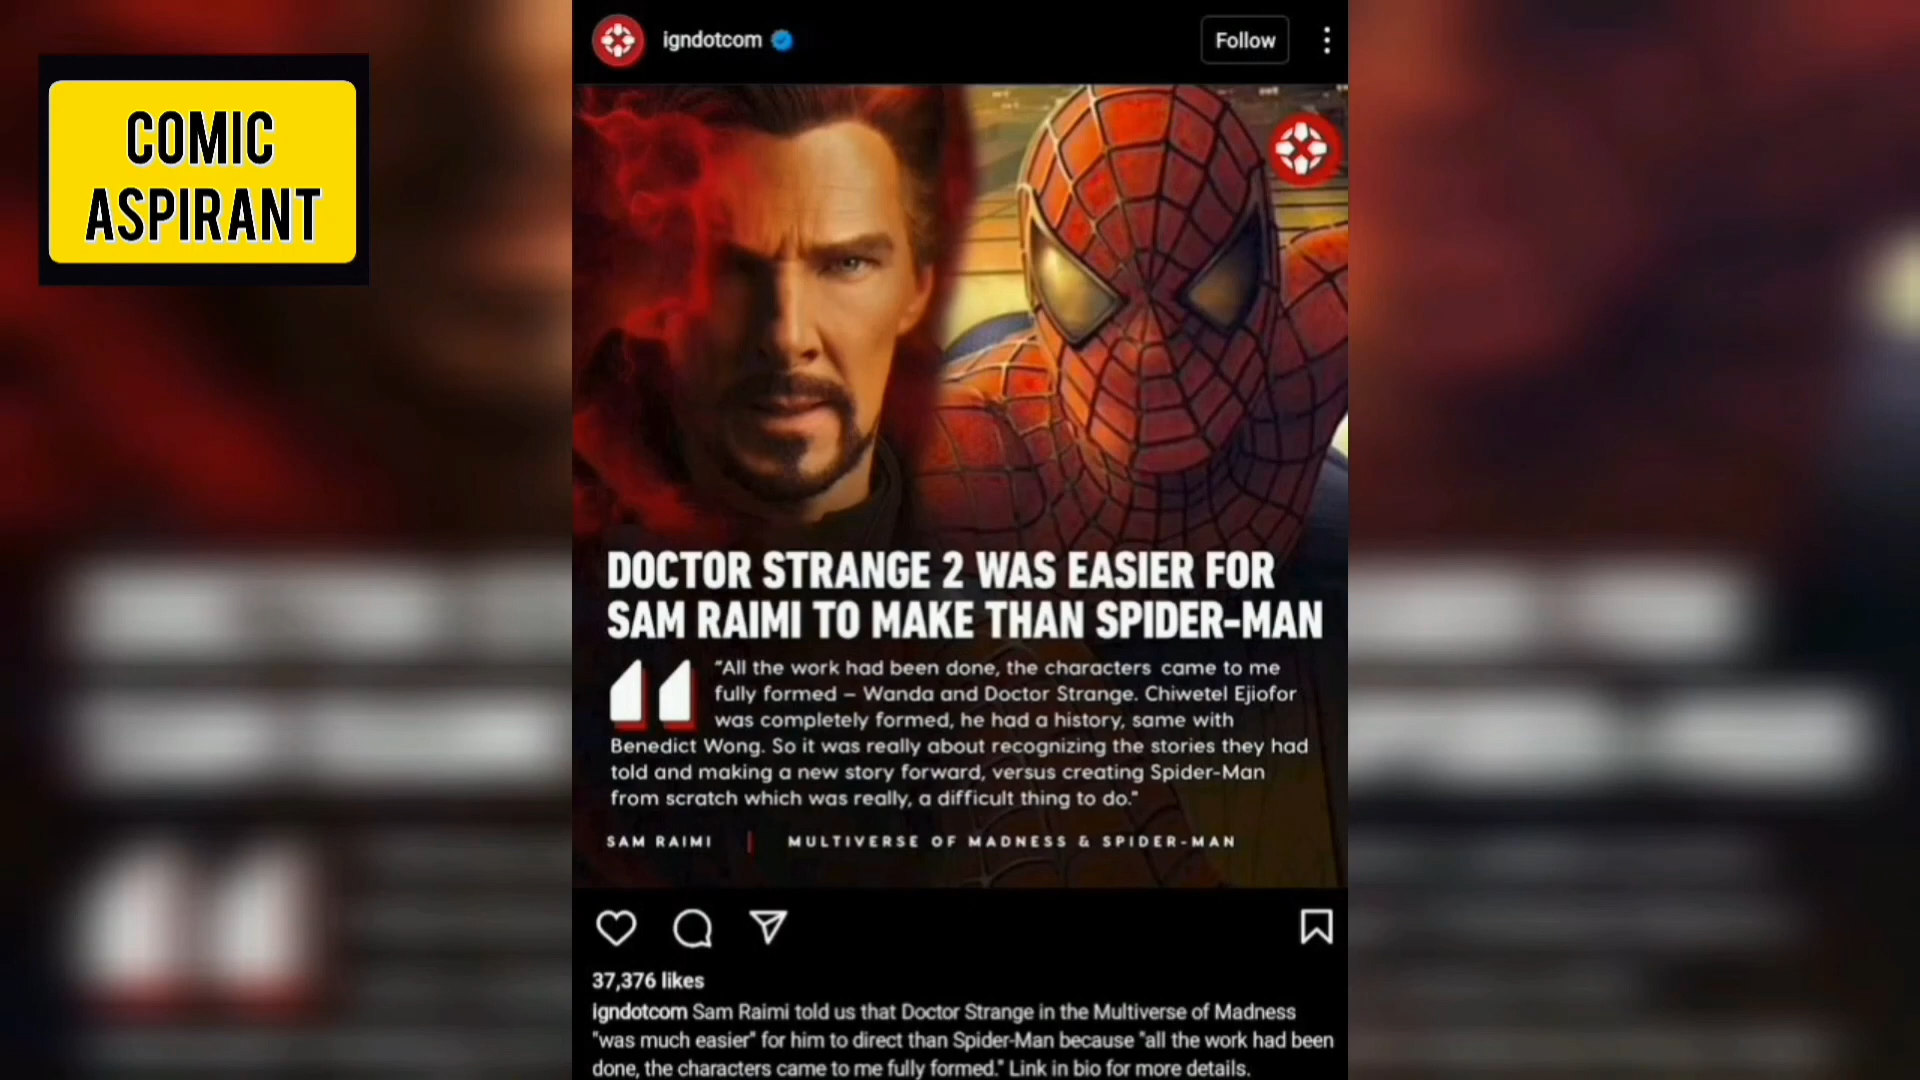 COMIC
ASPIRANT
igndotcom
Follow
DOCTOR STRANGE 2 WAS EASIER FOR
SAM RAIMI TO MAKE THAN SPIDER-MAN
"All the work had been done, the characters came to me
fully formed – Wanda and Doctor Strange. Chiwetel Ejiofor
was completely formed, he had a history, same with
Benedict Wong. So it was really about recognizing the stories they had
told and making a new story forward, versus creating Spider-Man
from scratch which was really, a difficult thing to do."
SAM RAIMI | MULTIVERSE OF MADNESS & SPIDER-MAN
37,376 likes
igndotcom Sam Raimi told us that Doctor Strange in the Multiverse of Madness
"was much easier" for him to direct than Spider-Man because "all the work had been
done, the characters came to me fully formed." Link in bio for more details.